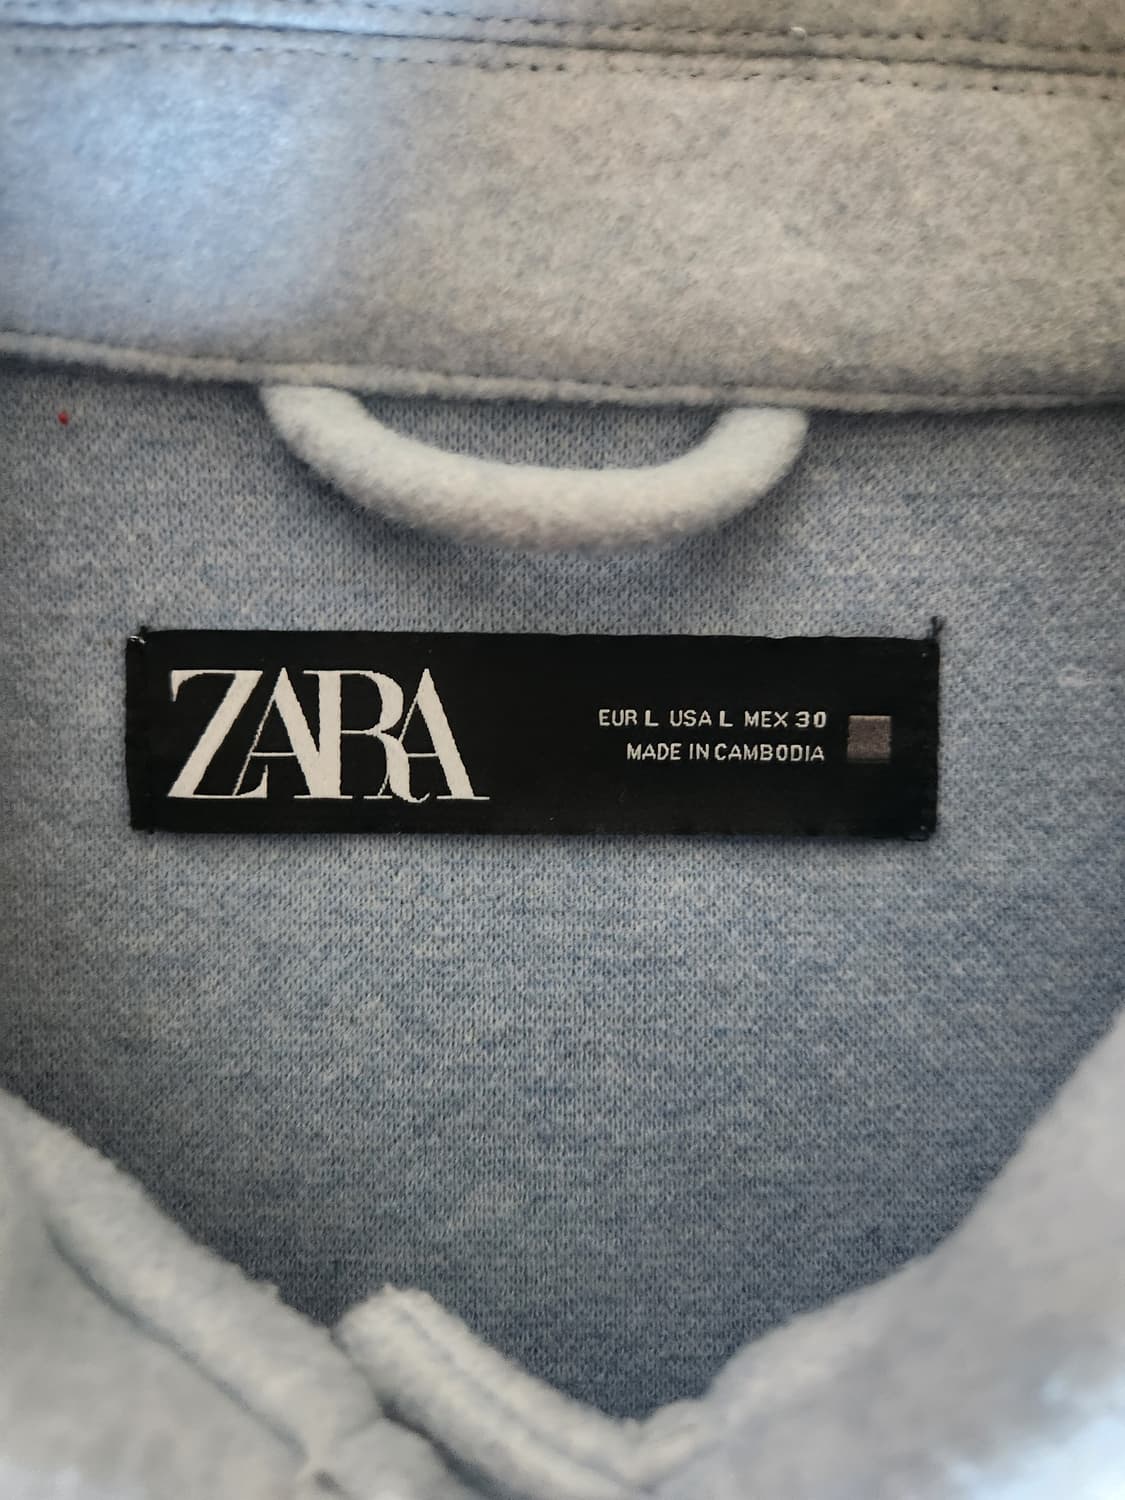 ZARA
EUR L USA L MEX 30
MADE IN CAMBODIA